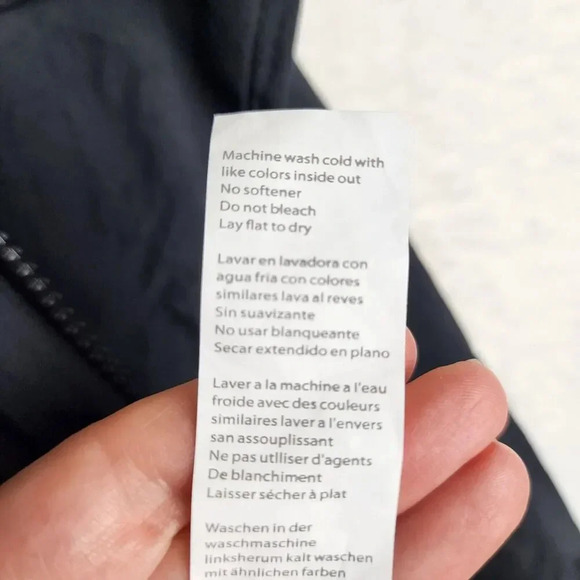 Machine wash cold with
like colors inside out
No softener
Do not bleach
Lay flat to dry
Lavar en lavadora con
agua fria con colores
similares lava al reves
Sin suavizante
No usar blanqueante
Secar extendido en plano
Laver a la machine a l'eau
froide avec des couleurs
similaires laver a l'envers
san assouplissant
Ne pas utlliser d'agents
De blanchiment
Laisser sécher à plat
Waschen in der
waschmaschine
linksherum kalt waschen
mit ähnlichen farben